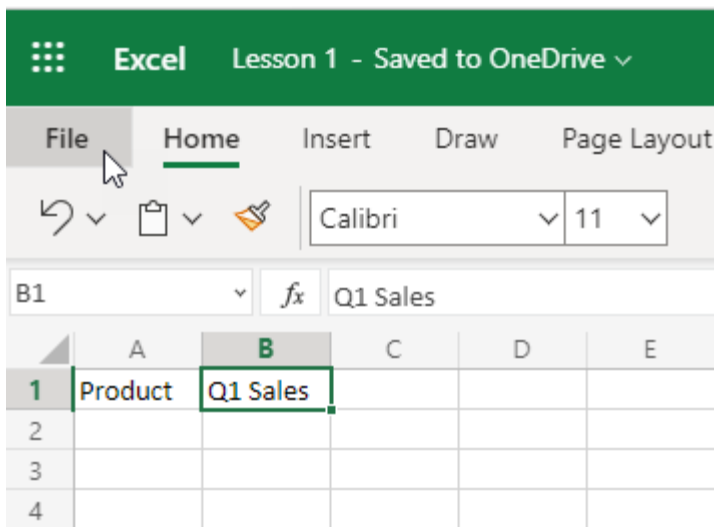 Excel Lesson 1 - Saved to OneDrive
File Home Insert Draw Page Layout
Calibri 11
B1 fx Q1 Sales
A B C D E
1 Product Q1 Sales
2
3
4